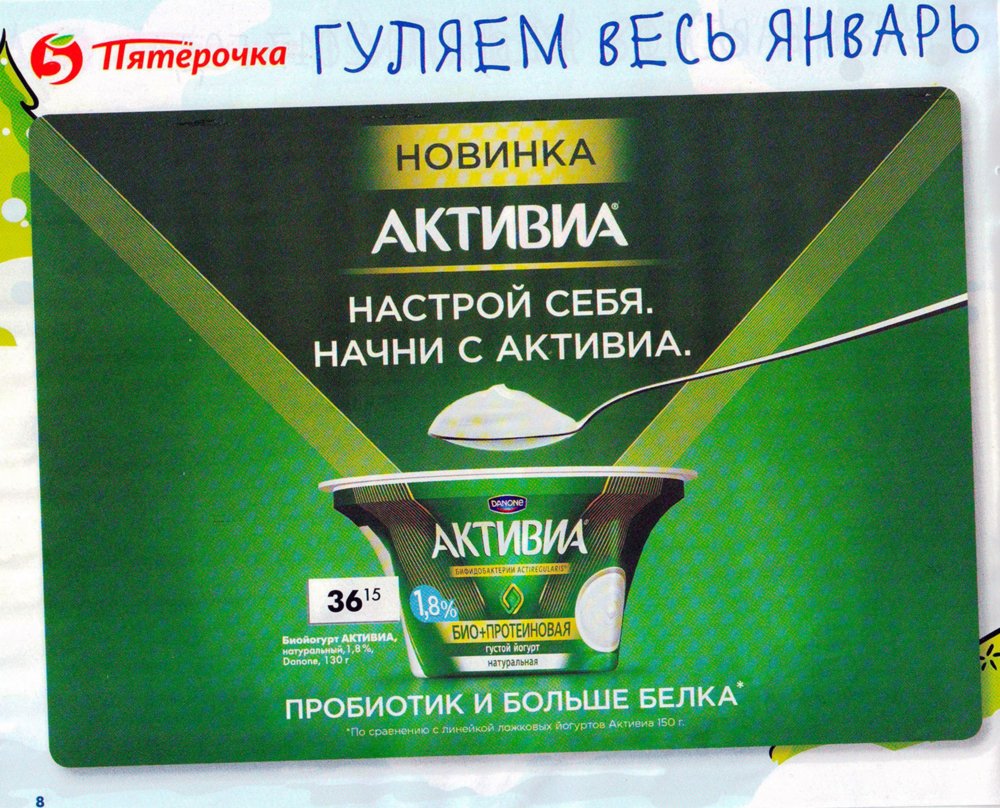 Пятёрочка ГУЛЯЕМ ВЕСЬ ЯНВАРЬ
НОВИНКА
АКТИВИА®
НАСТРОЙ СЕБЯ.
НАЧНИ С АКТИВИА.
DANONE
АКТИВИА®
БИФИДОБАКТЕРИИ ACTIREGULARIS®
1,8%
БИО+ПРОТЕИНОВАЯ
густой йогурт
натуральная
36 15
Биойогурт АКТИВИА,
натуральный, 1,8%,
Danone, 130 г
ПРОБИОТИК И БОЛЬШЕ БЕЛКА*
*По сравнению с линейкой ложковых йогуртов Активиа 150 г.
8